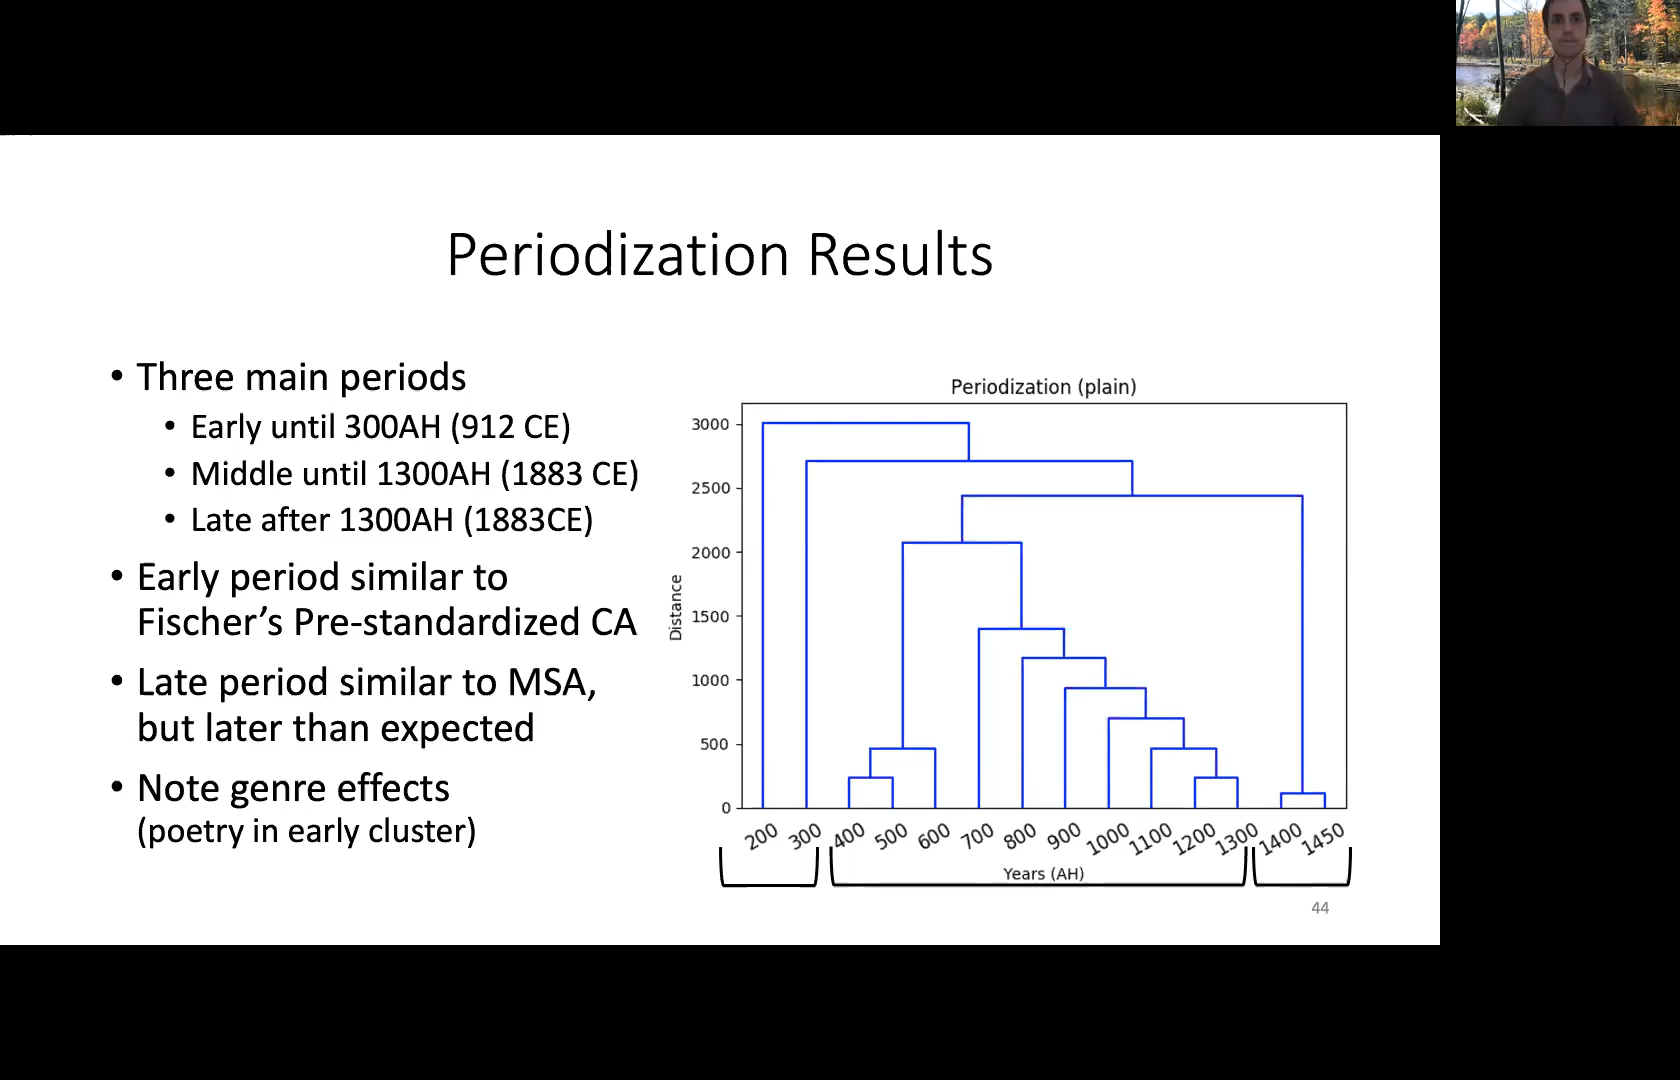 Periodization Results
• Three main periods
• Early until 300AH (912 CE)
• Middle until 1300AH (1883 CE)
• Late after 1300AH (1883CE)
• Early period similar to
Fischer’s Pre-standardized CA
• Late period similar to MSA,
but later than expected
• Note genre effects
(poetry in early cluster)
Periodization (plain)
Distance
3000
2500
2000
1500
1000
500
0
200 300 400 500 600 700 800 900 1000 1100 1200 1300 1400 1450
Years (AH)
44